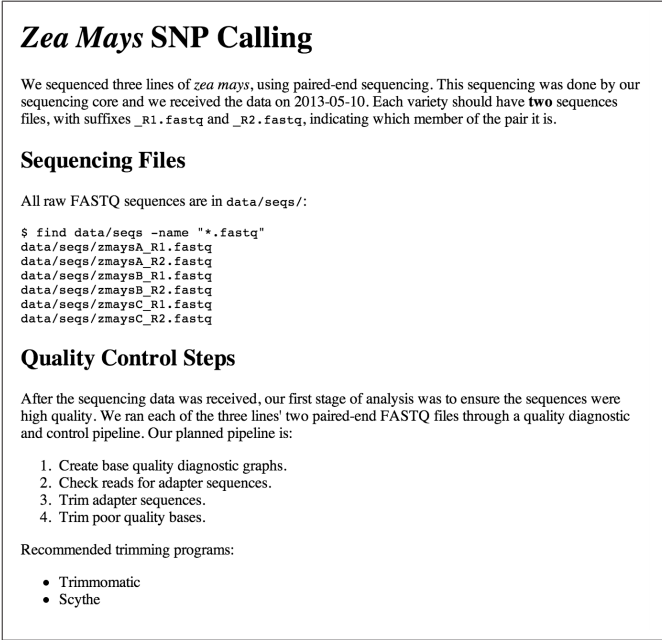 Zea Mays SNP Calling
We sequenced three lines of zea mays, using paired-end sequencing. This sequencing was done by our
sequencing core and we received the data on 2013-05-10. Each variety should have two sequences
files, with suffixes _R1.fastq and _R2.fastq, indicating which member of the pair it is.
Sequencing Files
All raw FASTQ sequences are in data/seqs/:
$ find data/seqs -name "*.fastq"
data/seqs/zmaysA_R1.fastq
data/seqs/zmaysA_R2.fastq
data/seqs/zmaysB_R1.fastq
data/seqs/zmaysB_R2.fastq
data/seqs/zmaysC_R1.fastq
data/seqs/zmaysC_R2.fastq
Quality Control Steps
After the sequencing data was received, our first stage of analysis was to ensure the sequences were
high quality. We ran each of the three lines' two paired-end FASTQ files through a quality diagnostic
and control pipeline. Our planned pipeline is:
1. Create base quality diagnostic graphs.
2. Check reads for adapter sequences.
3. Trim adapter sequences.
4. Trim poor quality bases.
Recommended trimming programs:
• Trimmomatic
• Scythe